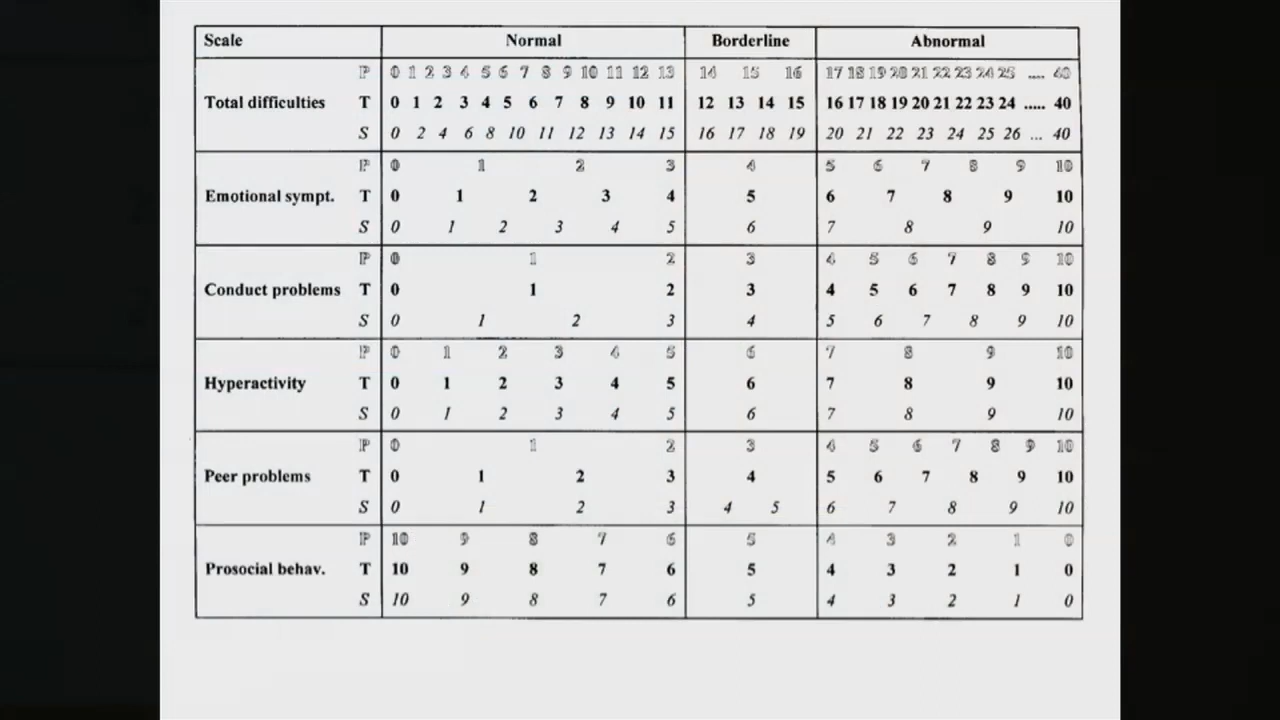 Scale Normal Borderline Abnormal
P 0 1 2 3 4 5 6 7 8 9 10 11 12 13 14 15 16 17 18 19 20 21 22 23 24 25 .... 40
Total difficulties T 0 1 2 3 4 5 6 7 8 9 10 11 12 13 14 15 16 17 18 19 20 21 22 23 24 ..... 40
S 0 2 4 6 8 10 11 12 13 14 15 16 17 18 19 20 21 22 23 24 25 26 ... 40
P 0 1 2 3 4 5 6 7 8 9 10
Emotional sympt. T 0 1 2 3 4 5 6 7 8 9 10
S 0 1 2 3 4 5 6 7 8 9 10
P 0 1 2 3 4 5 6 7 8 9 10
Conduct problems T 0 1 2 3 4 5 6 7 8 9 10
S 0 1 2 3 4 5 6 7 8 9 10
P 0 1 2 3 4 5 6 7 8 9 10
Hyperactivity T 0 1 2 3 4 5 6 7 8 9 10
S 0 1 2 3 4 5 6 7 8 9 10
P 0 1 2 3 4 5 6 7 8 9 10
Peer problems T 0 1 2 3 4 5 6 7 8 9 10
S 0 1 2 3 4 5 6 7 8 9 10
P 10 9 8 7 6 5 4 3 2 1 0
Prosocial behav. T 10 9 8 7 6 5 4 3 2 1 0
S 10 9 8 7 6 5 4 3 2 1 0